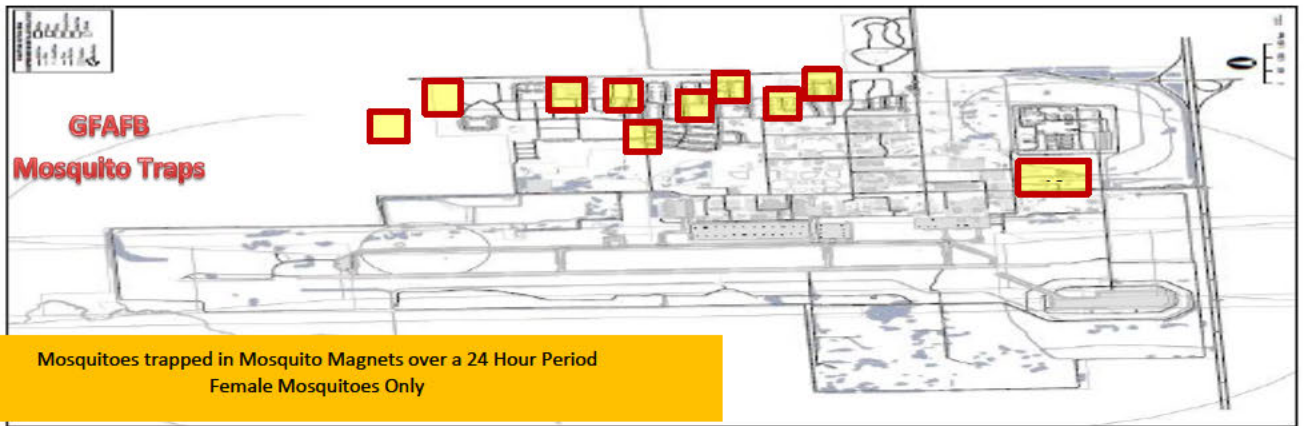 GFAFB
Mosquito Traps
Mosquitoes trapped in Mosquito Magnets over a 24 Hour Period
Female Mosquitoes Only